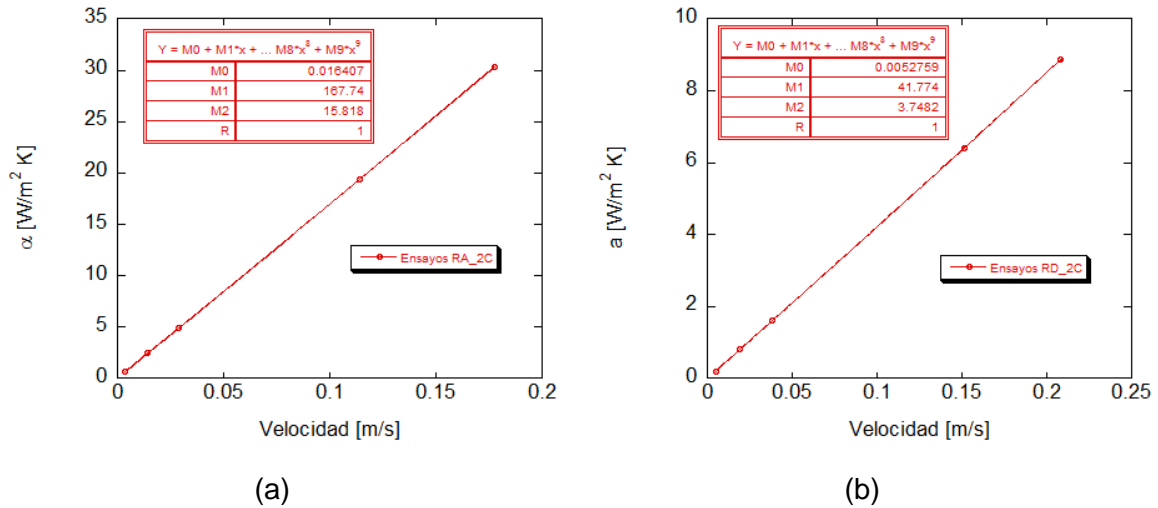 Y = M0 + M1*x + ... M8*x⁸ + M9*x⁹
M0 0.016407
M1 167.74
M2 15.818
R 1
35
30
25
20
15
10
5
0
α [W/m² K]
Ensayos RA_2C
0 0.05 0.1 0.15 0.2
Velocidad [m/s]
(a)
Y = M0 + M1*x + ... M8*x⁸ + M9*x⁹
M0 0.0052759
M1 41.774
M2 3.7482
R 1
10
8
6
4
2
0
a [W/m² K]
Ensayos RD_2C
0 0.05 0.1 0.15 0.2 0.25
Velocidad [m/s]
(b)